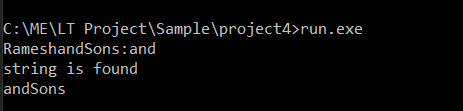 C:\ME\LT Project\Sample\project4>run.exe
RameshandSons:and
string is found
andSons